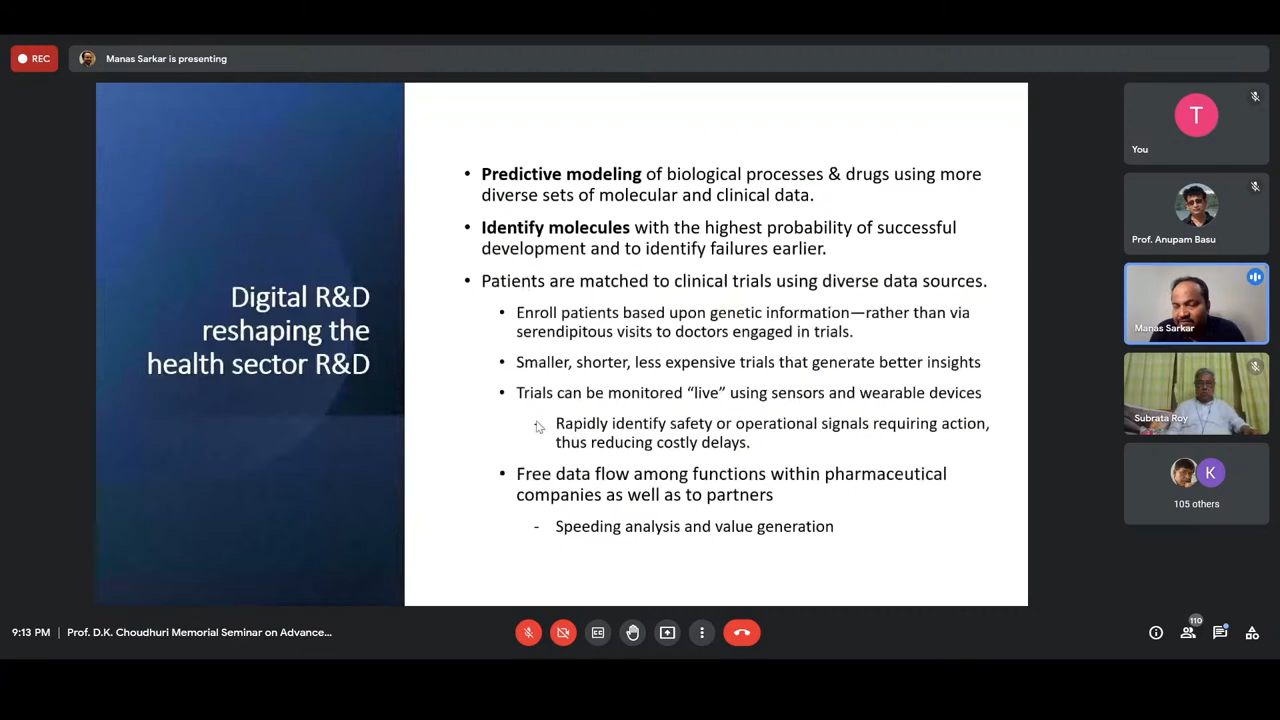 REC
Manas Sarkar is presenting
Digital R&D
reshaping the
health sector R&D
• Predictive modeling of biological processes & drugs using more
diverse sets of molecular and clinical data.
• Identify molecules with the highest probability of successful
development and to identify failures earlier.
• Patients are matched to clinical trials using diverse data sources.
• Enroll patients based upon genetic information—rather than via
serendipitous visits to doctors engaged in trials.
• Smaller, shorter, less expensive trials that generate better insights
• Trials can be monitored “live” using sensors and wearable devices
Rapidly identify safety or operational signals requiring action,
thus reducing costly delays.
• Free data flow among functions within pharmaceutical
companies as well as to partners
- Speeding analysis and value generation
T
You
Prof. Anupam Basu
Manas Sarkar
Subrata Roy
K
105 others
9:13 PM | Prof. D.K. Choudhuri Memorial Seminar on Advance...
CC
110